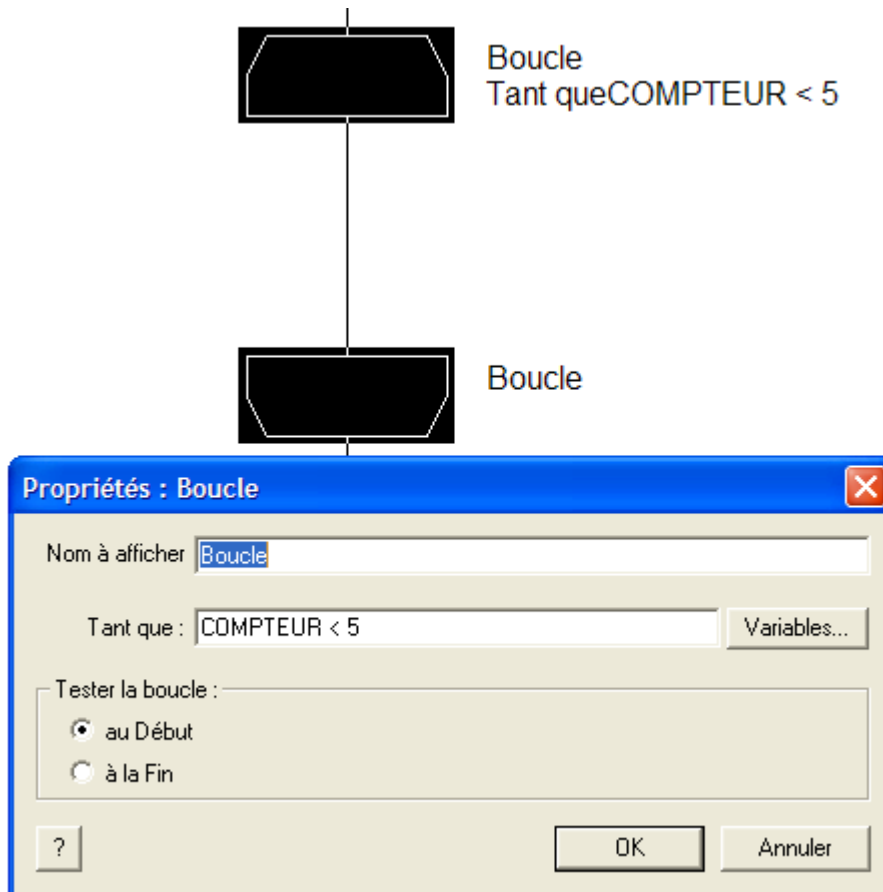 Boucle
Tant queCOMPTEUR < 5
Boucle
Propriétés : Boucle
Nom à afficher Boucle
Tant que : COMPTEUR < 5 Variables...
Tester la boucle :
au Début
à la Fin
? OK Annuler